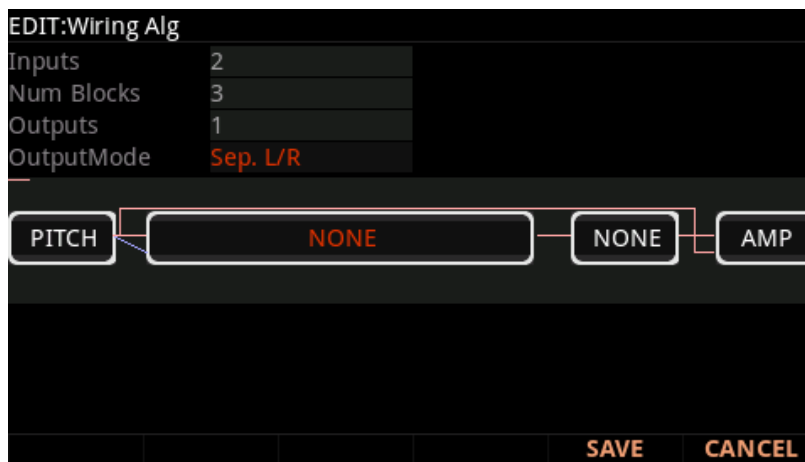 EDIT:Wiring Alg
Inputs 2
Num Blocks 3
Outputs 1
OutputMode Sep. L/R
PITCH NONE NONE AMP
SAVE CANCEL